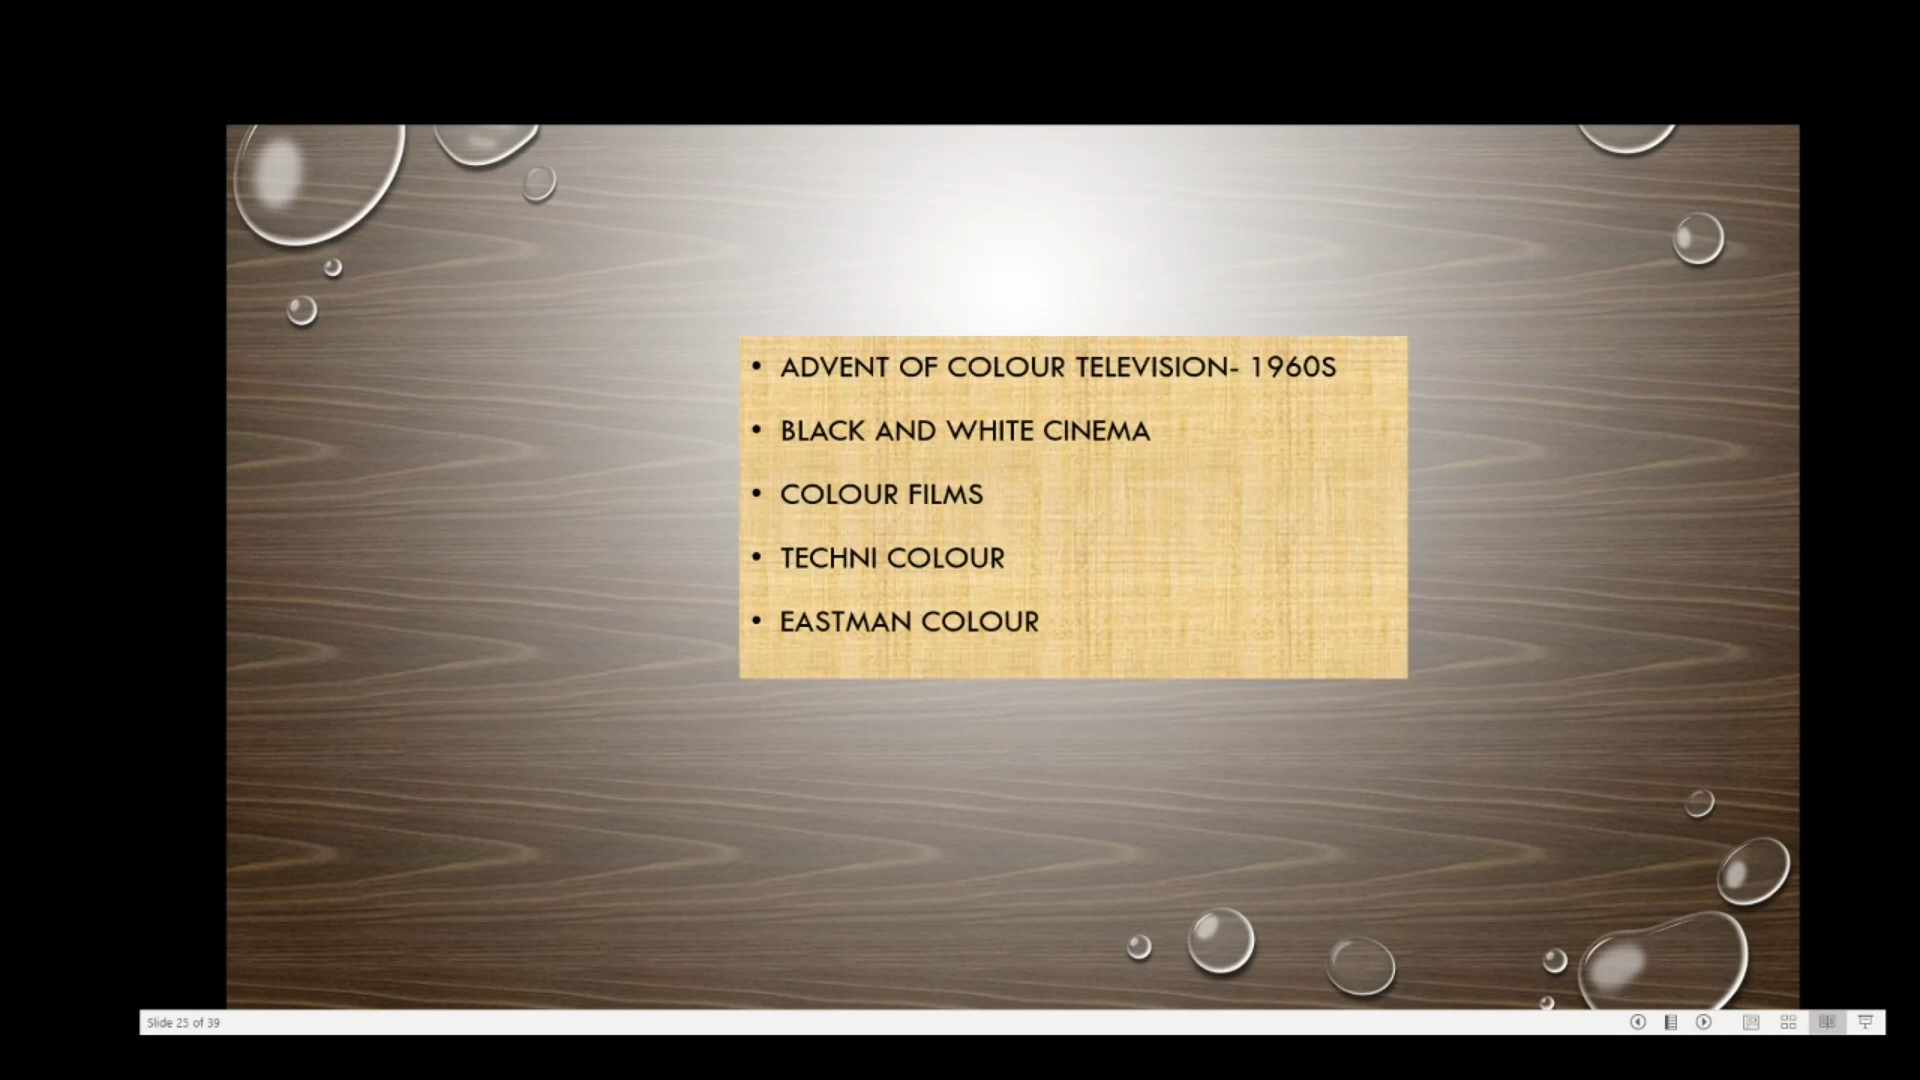 • ADVENT OF COLOUR TELEVISION- 1960S
• BLACK AND WHITE CINEMA
• COLOUR FILMS
• TECHNI COLOUR
• EASTMAN COLOUR
Slide 25 of 39